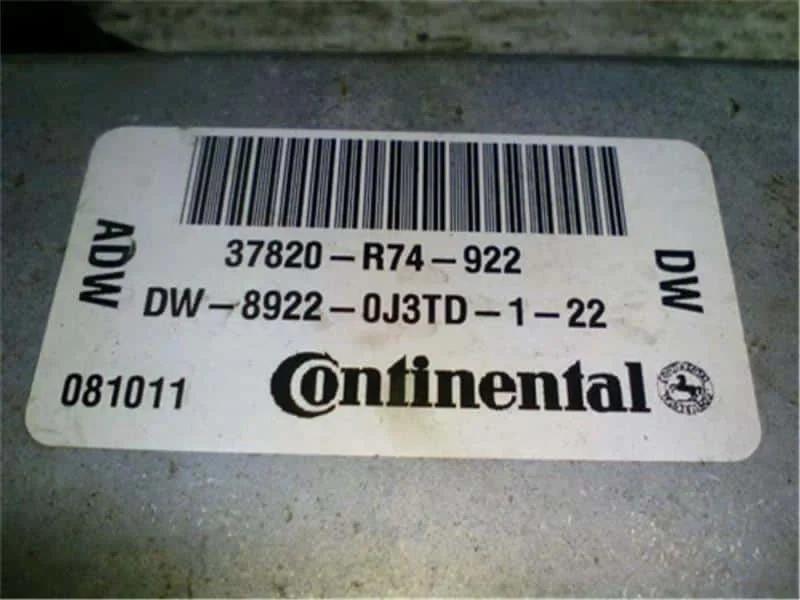 37820-R74-922
ADW
DW
DW-8922-0J3TD-1-22
081011
Continental